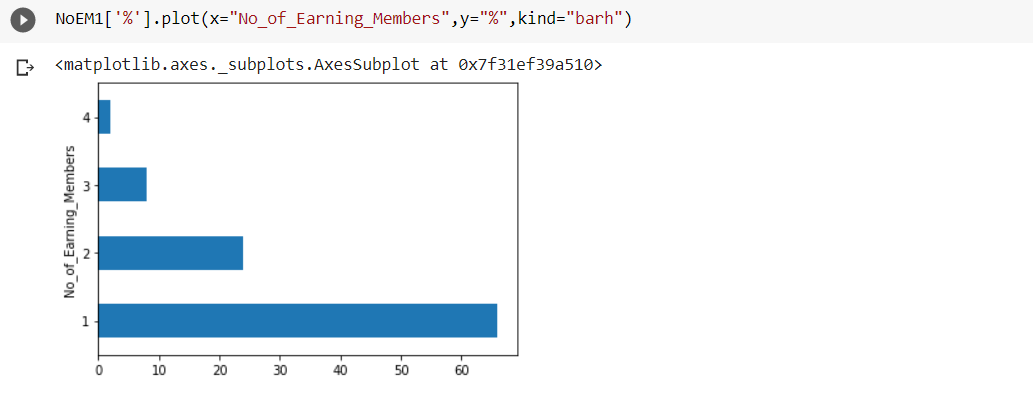 NoEM1['%'].plot(x="No_of_Earning_Members",y="%",kind="barh")
<matplotlib.axes._subplots.AxesSubplot at 0x7f31ef39a510>
4
3
2
1
No_of_Earning_Members
0 10 20 30 40 50 60